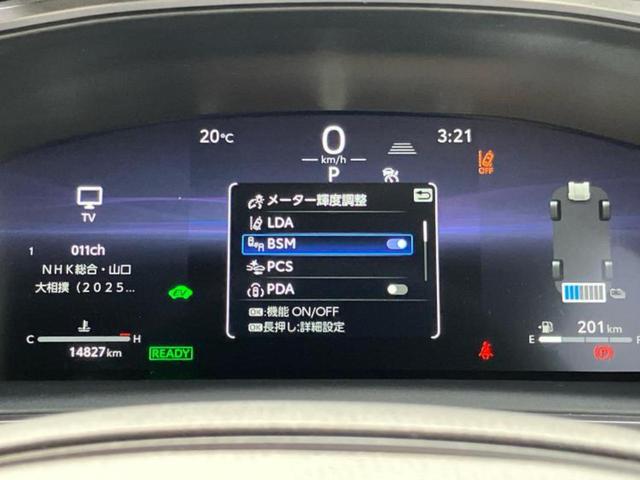 20℃
0
km/h
P
3:21
OFF
TV
1 011ch
NHK総合・山口
大相撲（2025…
EV
C H
14827km
READY
メーター輝度調整
LDA
BSM
PCS
PDA
OK:機能 ON/OFF
OK長押し:詳細設定
201km
E F